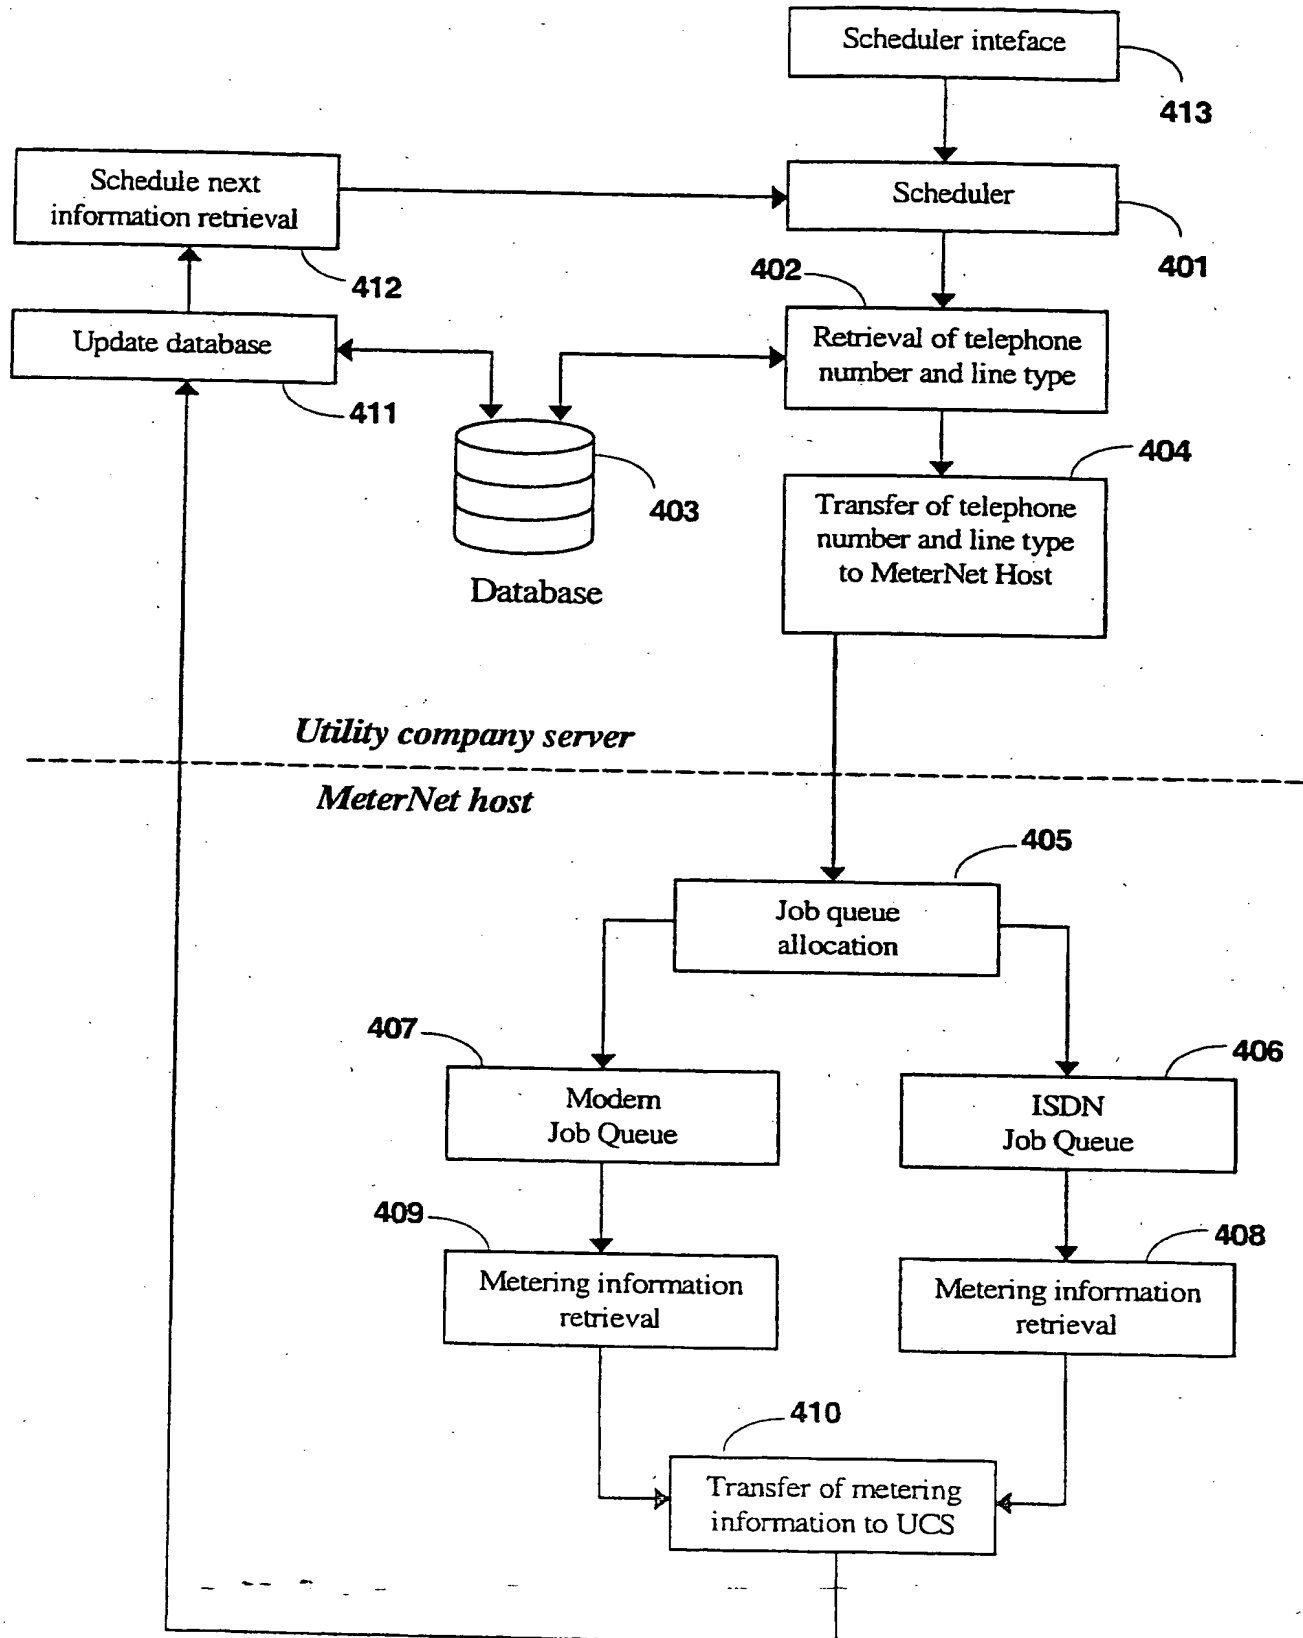 Scheduler inteface
413
Schedule next
information retrieval
412
Scheduler
401
402
Update database
411
Retrieval of telephone
number and line type
403
Database
404
Transfer of telephone
number and line type
to MeterNet Host
Utility company server
MeterNet host
405
Job queue
allocation
407
Modem
Job Queue
406
ISDN
Job Queue
409
Metering information
retrieval
408
Metering information
retrieval
410
Transfer of metering
information to UCS